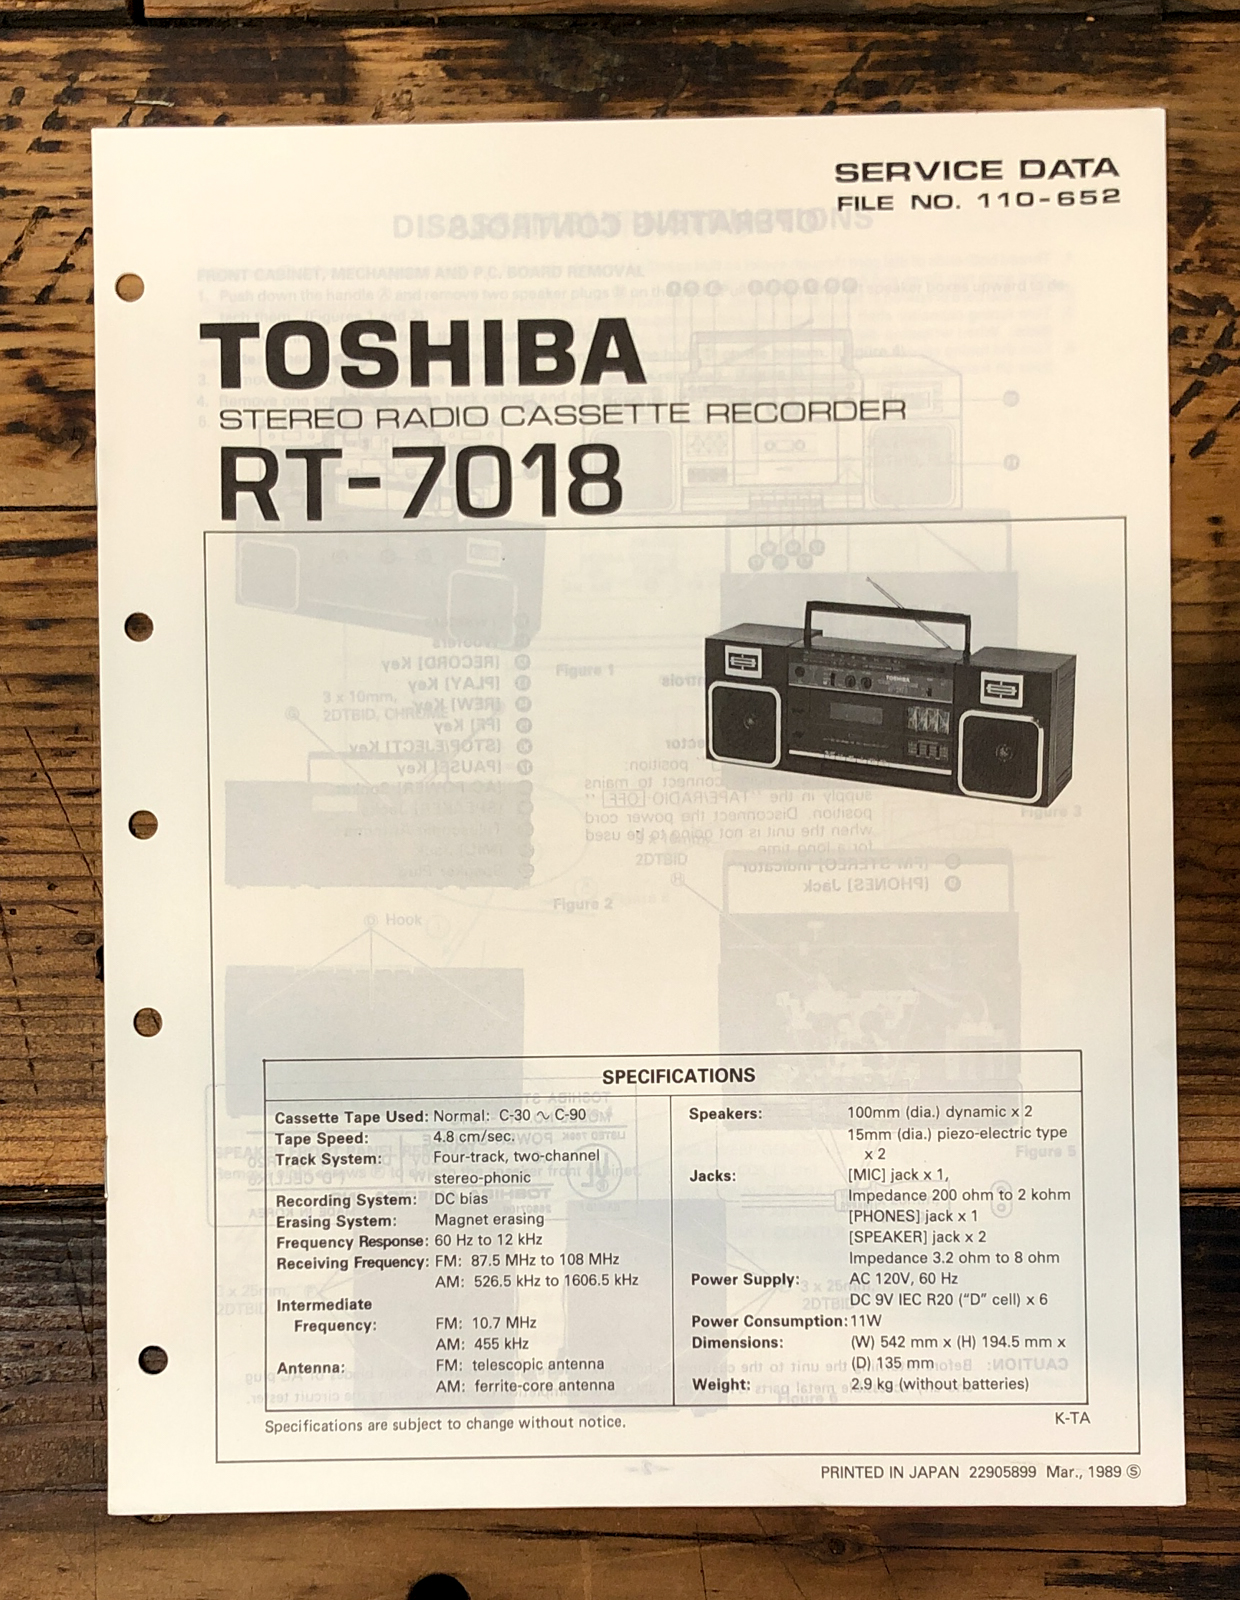 SERVICE DATA
FILE NO. 110-652
TOSHIBA
STEREO RADIO CASSETTE RECORDER
RT-7018
TOSHIBA
SPECIFICATIONS
Cassette Tape Used: Normal: C-30 ∿ C-90
Tape Speed: 4.8 cm/sec.
Track System: Four-track, two-channel
stereo-phonic
Recording System: DC bias
Erasing System: Magnet erasing
Frequency Response: 60 Hz to 12 kHz
Receiving Frequency: FM: 87.5 MHz to 108 MHz
AM: 526.5 kHz to 1606.5 kHz
Intermediate
Frequency: FM: 10.7 MHz
AM: 455 kHz
Antenna: FM: telescopic antenna
AM: ferrite-core antenna
Speakers: 100mm (dia.) dynamic x 2
15mm (dia.) piezo-electric type
x 2
Jacks: [MIC] jack x 1,
Impedance 200 ohm to 2 kohm
[PHONES] jack x 1
[SPEAKER] jack x 2
Impedance 3.2 ohm to 8 ohm
Power Supply: AC 120V, 60 Hz
DC 9V IEC R20 (“D” cell) x 6
Power Consumption: 11W
Dimensions: (W) 542 mm x (H) 194.5 mm x
(D) 135 mm
Weight: 2.9 kg (without batteries)
Specifications are subject to change without notice.
K-TA
PRINTED IN JAPAN 22905899 Mar., 1989 Ⓢ